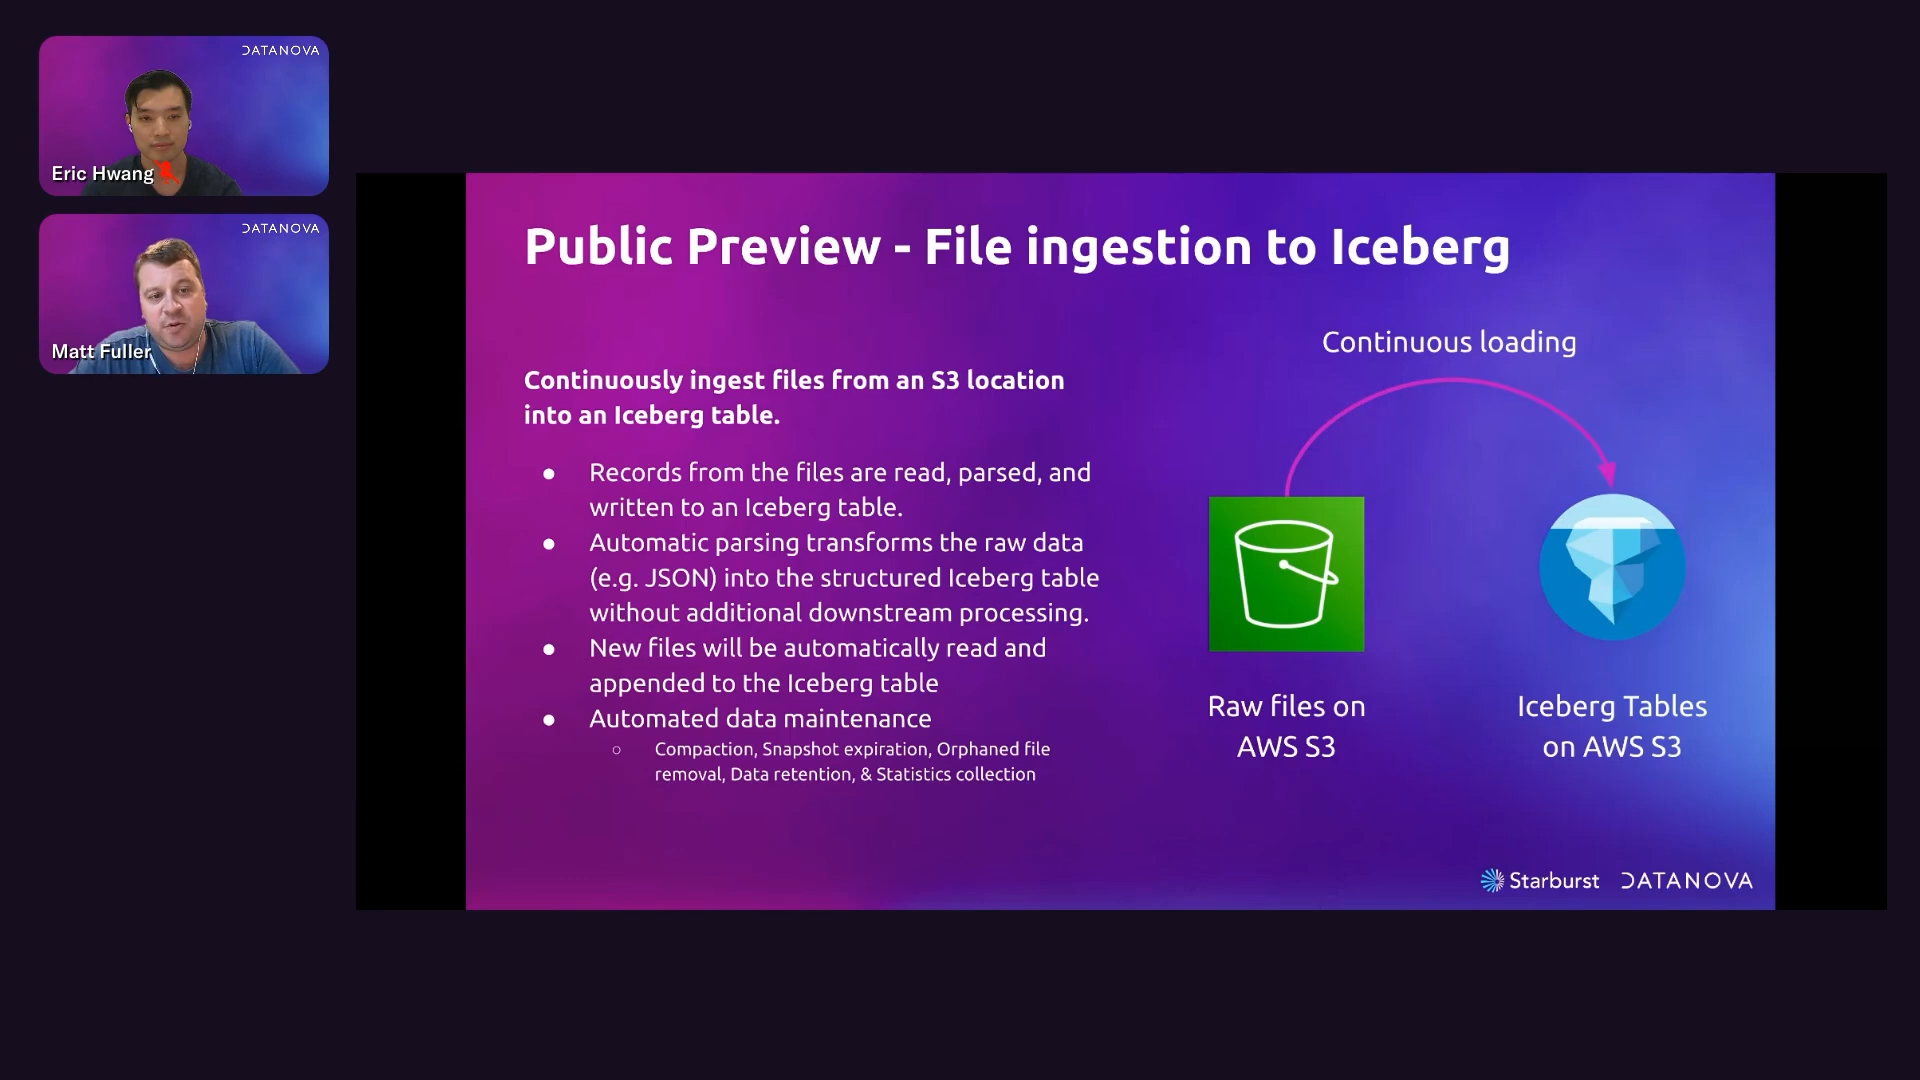 DATANOVA
Eric Hwang
DATANOVA
Matt Fuller
Public Preview - File ingestion to Iceberg
Continuously ingest files from an S3 location
into an Iceberg table.
● Records from the files are read, parsed, and
written to an Iceberg table.
● Automatic parsing transforms the raw data
(e.g. JSON) into the structured Iceberg table
without additional downstream processing.
● New files will be automatically read and
appended to the Iceberg table
● Automated data maintenance
○ Compaction, Snapshot expiration, Orphaned file
removal, Data retention, & Statistics collection
Continuous loading
Raw files on
AWS S3
Iceberg Tables
on AWS S3
Starburst DATANOVA